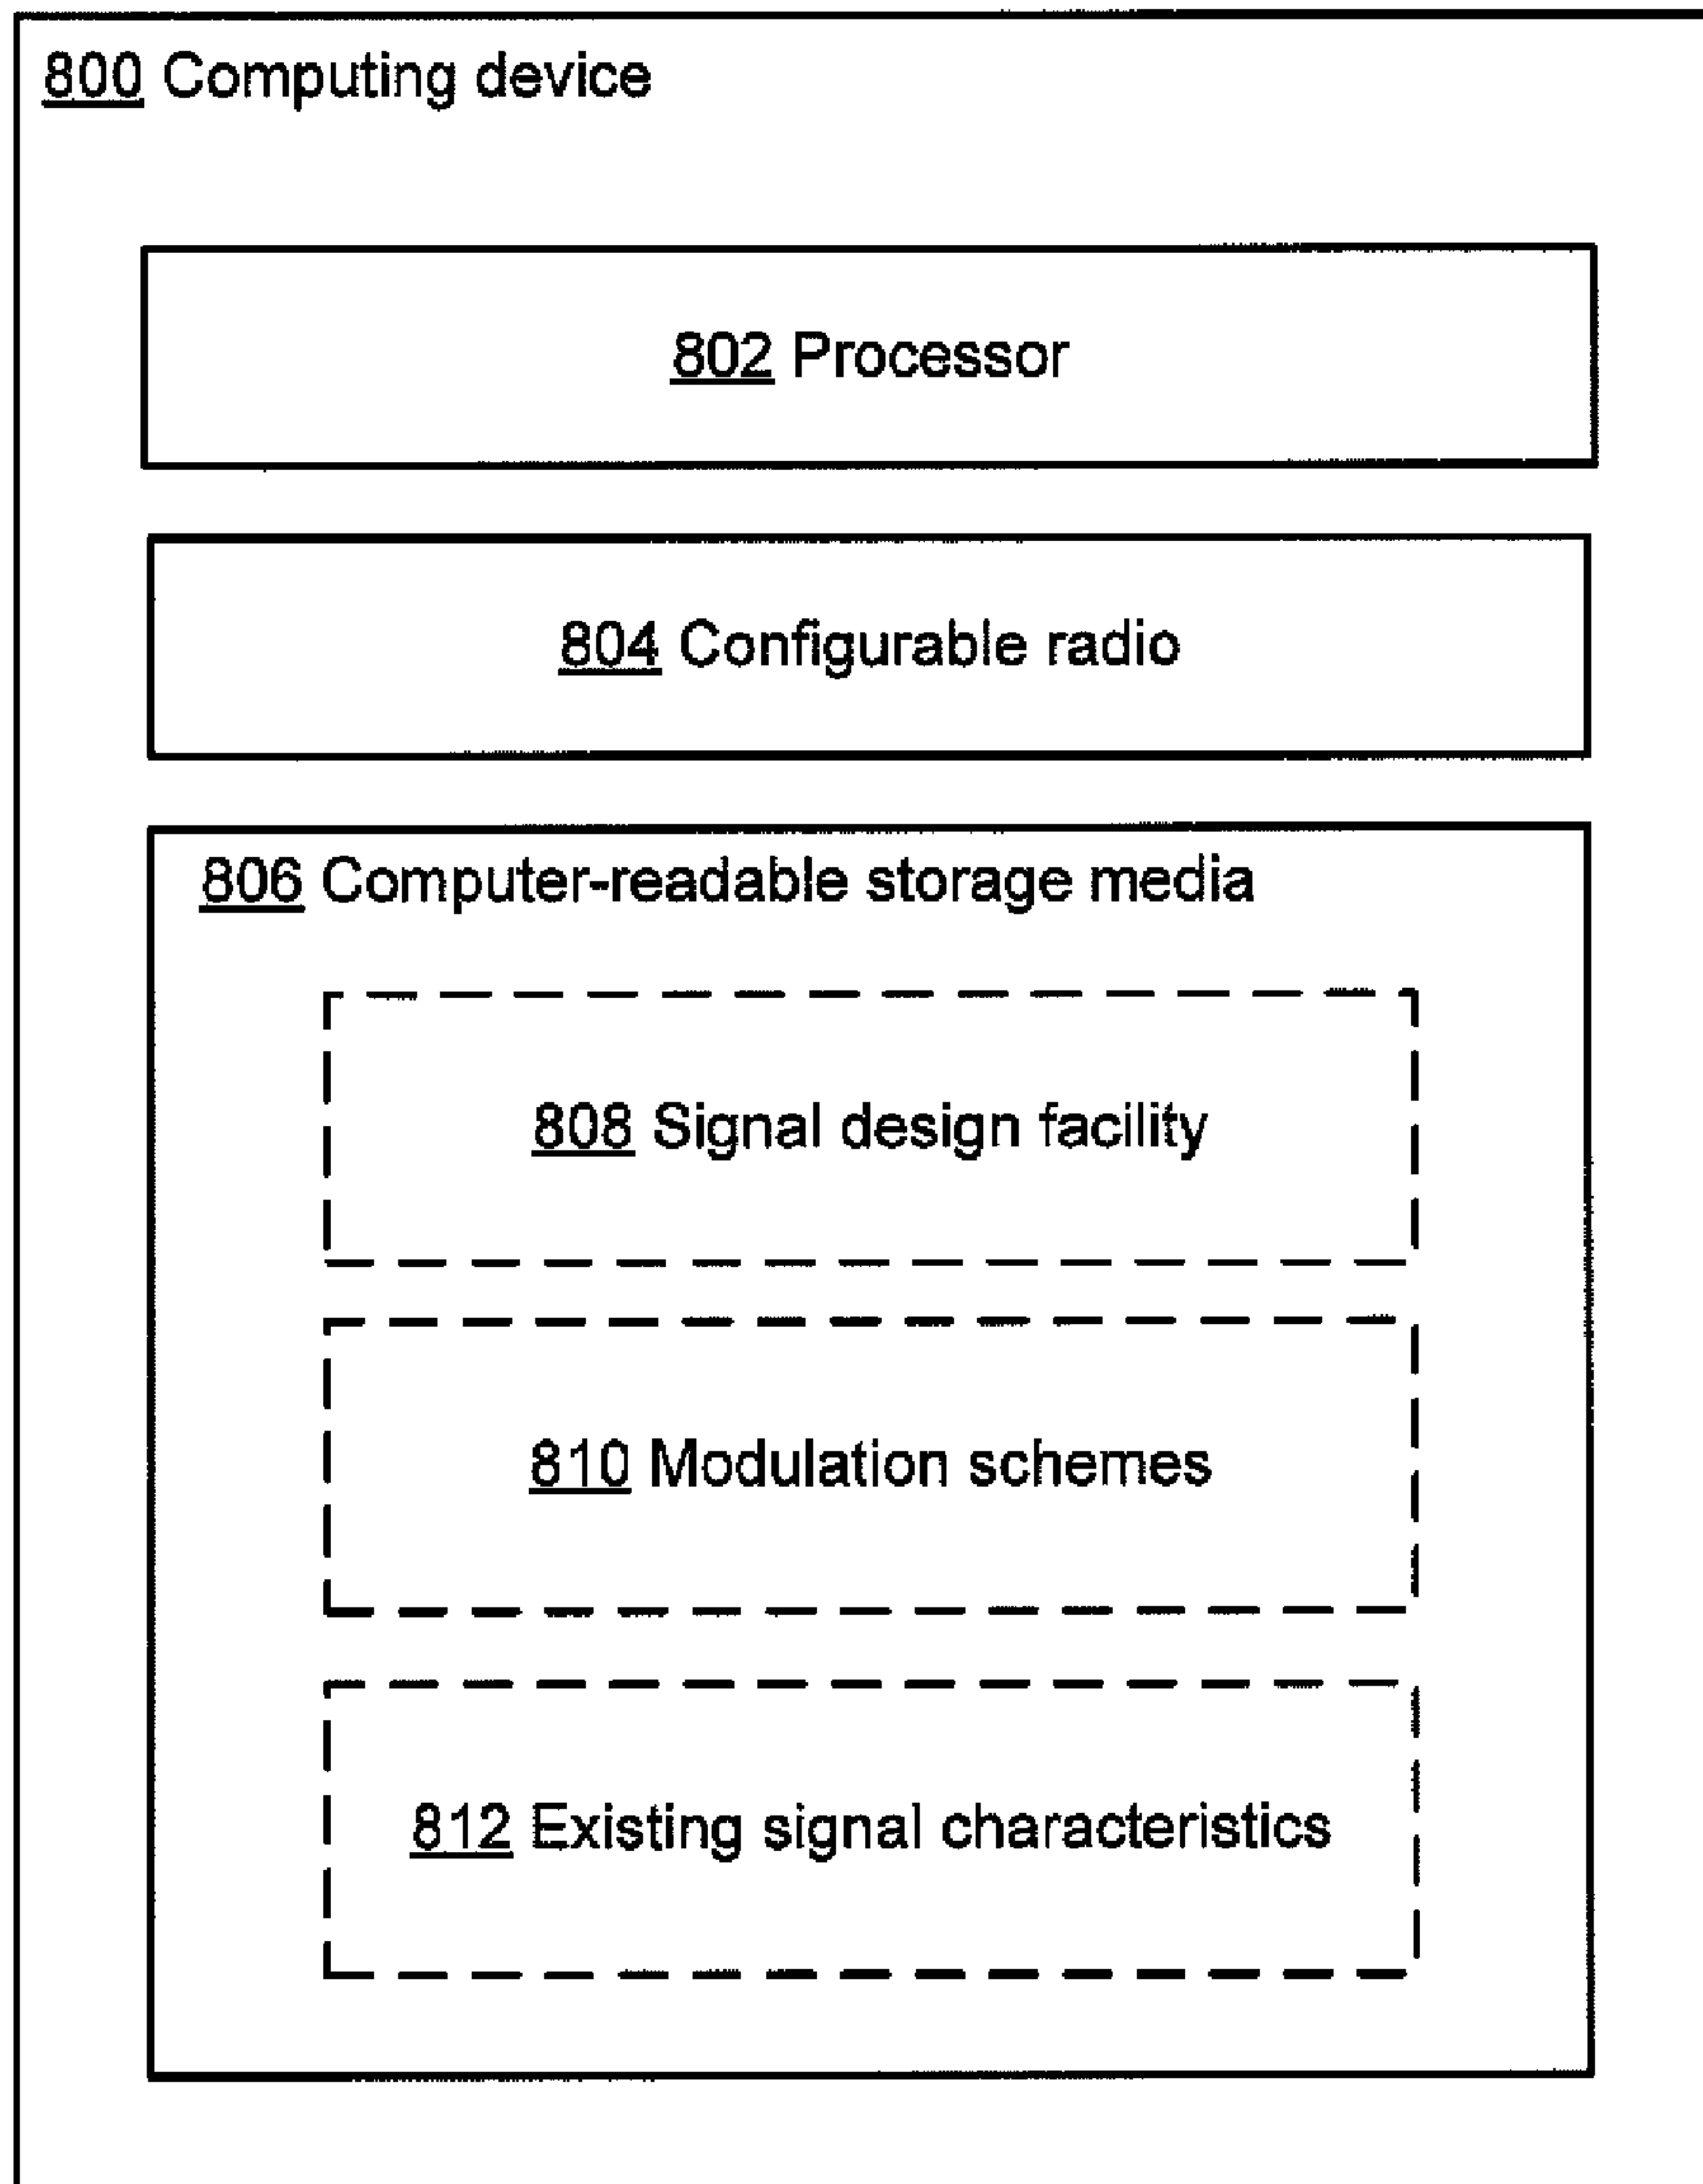 800 Computing device
802 Processor
804 Configurable radio
806 Computer-readable storage media
808 Signal design facility
810 Modulation schemes
812 Existing signal characteristics